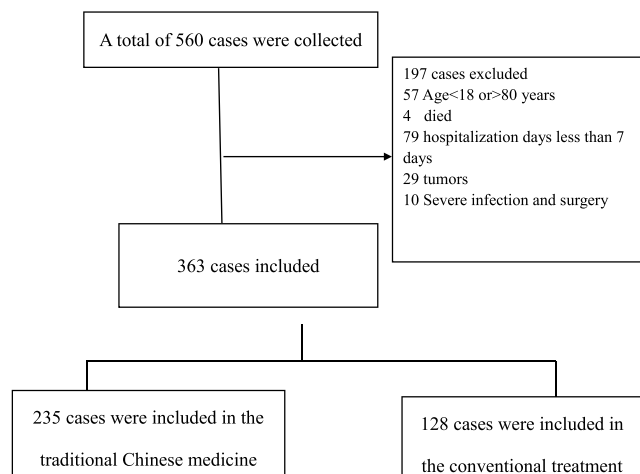 A total of 560 cases were collected
197 cases excluded
57 Age<18 or>80 years
4 died
79 hospitalization days less than 7
days
29 tumors
10 Severe infection and surgery
363 cases included
235 cases were included in the
traditional Chinese medicine
128 cases were included in
the conventional treatment